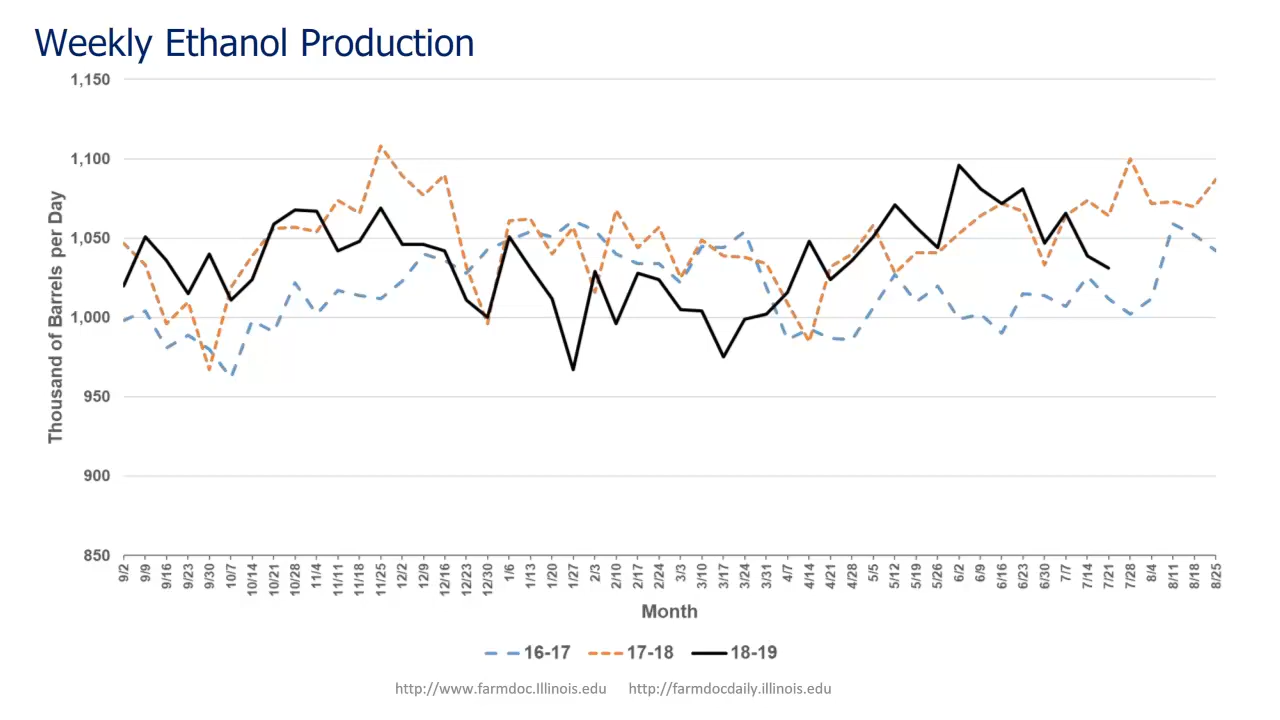 Weekly Ethanol Production
1,150
1,100
1,050
1,000
950
900
850
Thousand of Barrels per Day
9/2 9/9 9/16 9/23 9/30 10/7 10/14 10/21 10/28 11/4 11/11 11/18 11/25 12/2 12/9 12/16 12/23 12/30 1/6 1/13 1/20 1/27 2/3 2/10 2/17 2/24 3/3 3/10 3/17 3/24 3/31 4/7 4/14 4/21 4/28 5/5 5/12 5/19 5/26 6/2 6/9 6/16 6/23 6/30 7/7 7/14 7/21 7/28 8/4 8/11 8/18 8/25
Month
16-17 17-18 18-19
http://www.farmdoc.Illinois.edu http://farmdocdaily.illinois.edu